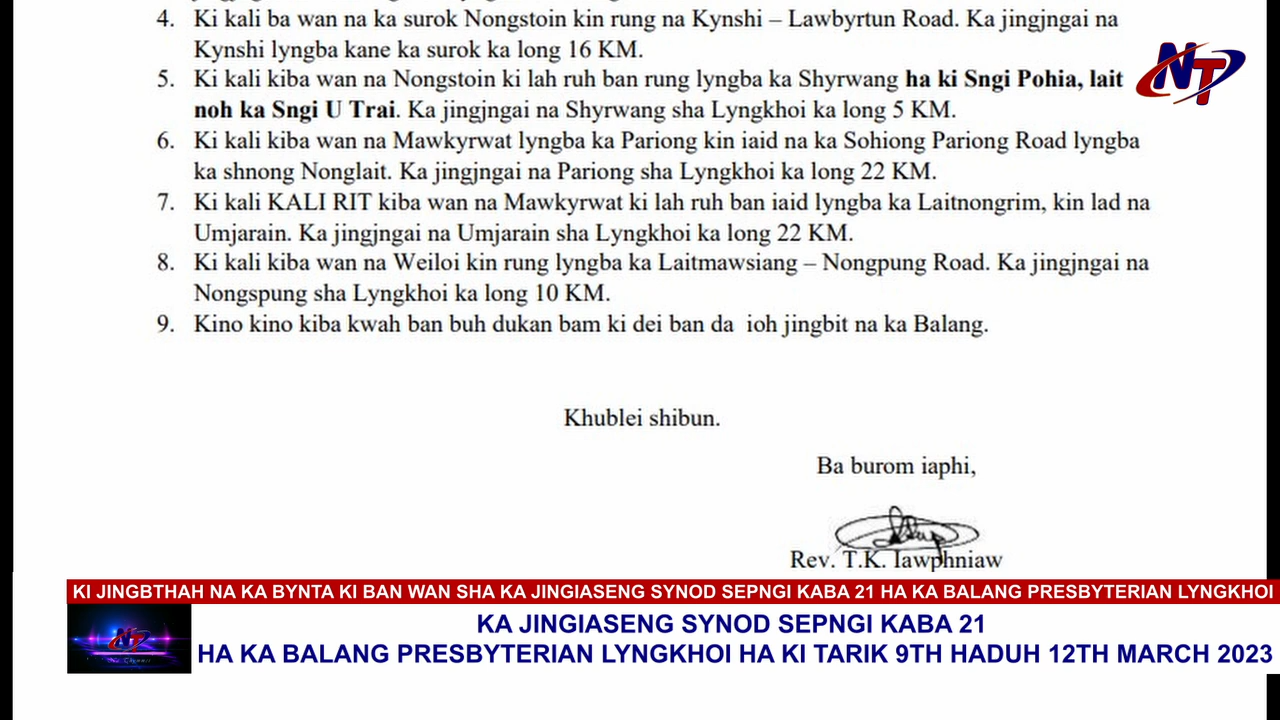 4. Ki kali ba wan na ka surok Nongstoin kin rung na Kynshi – Lawbyrtun Road. Ka jingjngai na
Kynshi lyngba kane ka surok ka long 16 KM.
5. Ki kali kiba wan na Nongstoin ki lah ruh ban rung lyngba ka Shyrwang ha ki Sngi Pohia, lait
noh ka Sngi U Trai. Ka jingjngai na Shyrwang sha Lyngkhoi ka long 5 KM.
6. Ki kali kiba wan na Mawkyrwat lyngba ka Pariong kin iaid na ka Sohiong Pariong Road lyngba
ka shnong Nonglait. Ka jingjngai na Pariong sha Lyngkhoi ka long 22 KM.
7. Ki kali KALI RIT kiba wan na Mawkyrwat ki lah ruh ban iaid lyngba ka Laitnongrim, kin lad na
Umjarain. Ka jingjngai na Umjarain sha Lyngkhoi ka long 22 KM.
8. Ki kali kiba wan na Weiloi kin rung lyngba ka Laitmawsiang – Nongpung Road. Ka jingjngai na
Nongspung sha Lyngkhoi ka long 10 KM.
9. Kino kino kiba kwah ban buh dukan bam ki dei ban da ioh jingbit na ka Balang.
Khublei shibun.
Ba burom iaphi,
Rev. T.K. Iawphniaw
NT
KI JINGBTHAH NA KA BYNTA KI BAN WAN SHA KA JINGIASENG SYNOD SEPNGI KABA 21 HA KA BALANG PRESBYTERIAN LYNGKHOI
NT
KA JINGIASENG SYNOD SEPNGI KABA 21
HA KA BALANG PRESBYTERIAN LYNGKHOI HA KI TARIK 9TH HADUH 12TH MARCH 2023